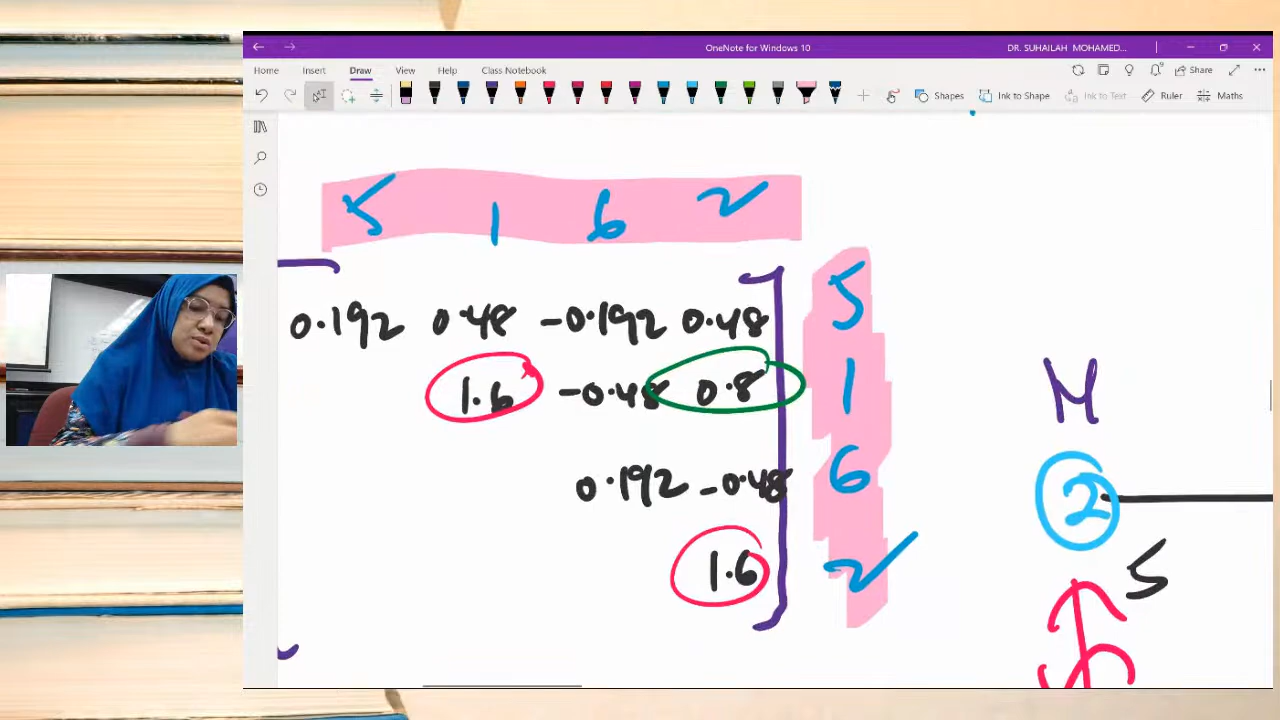 OneNote for Windows 10
DR. SUHAILAH MOHAMED...
Home Insert Draw View Help Class Notebook
Share
Shapes Ink to Shape Ink to Text Ruler Maths
5 1 6 2
0.192 0.48 -0.192 0.48 5
1.6 -0.48 0.8 1
0.192 -0.48 6
1.6 2
M
2
5